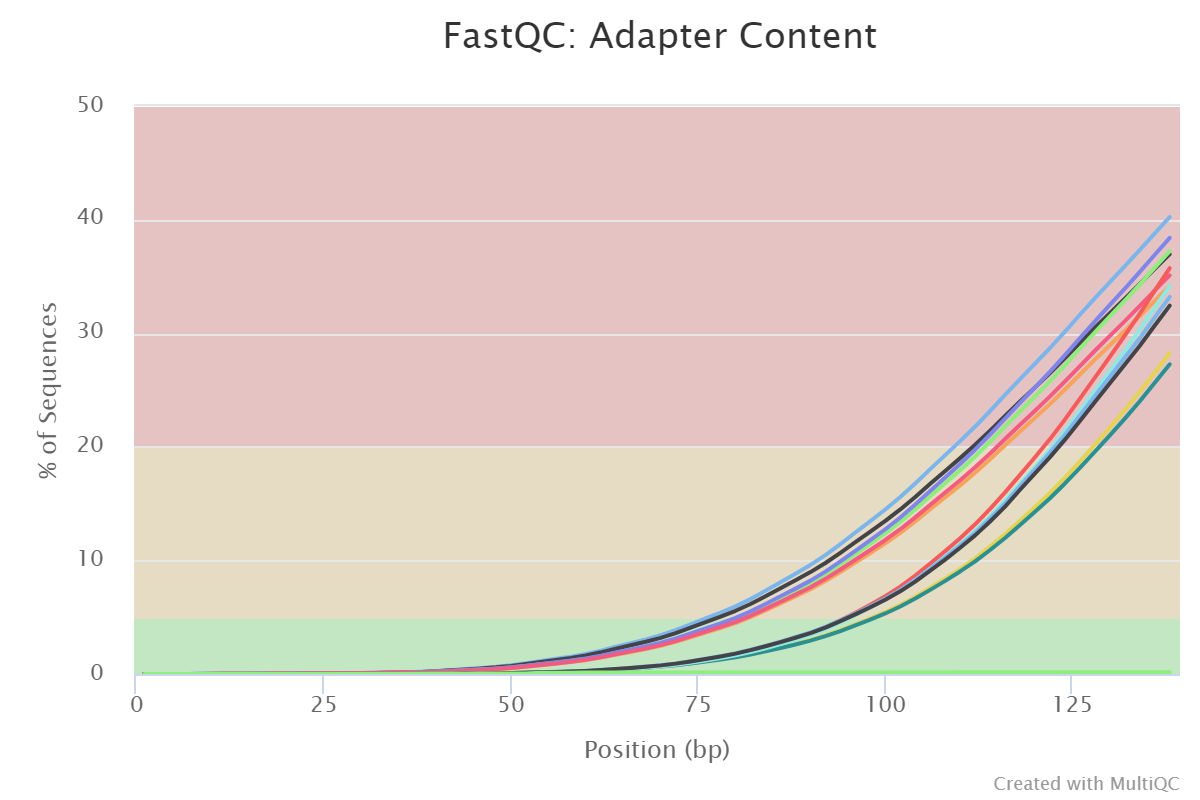 FastQC: Adapter Content
50
40
30
20
10
0
% of Sequences
0 25 50 75 100 125
Position (bp)
Created with MultiQC